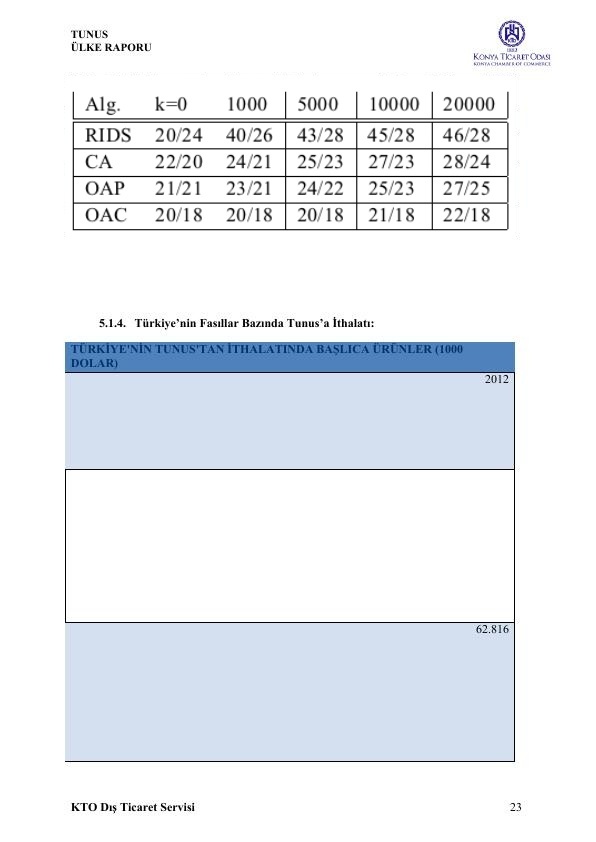 TUNUS
ÜLKE RAPORU
1882
KONYA TİCARET ODASI
KONYA CHAMBER OF COMMERCE
Alg. k=0 1000 5000 10000 20000
RIDS 20/24 40/26 43/28 45/28 46/28
CA 22/20 24/21 25/23 27/23 28/24
OAP 21/21 23/21 24/22 25/23 27/25
OAC 20/18 20/18 20/18 21/18 22/18
5.1.4. Türkiye’nin Fasıllar Bazında Tunus’a İthalatı:
TÜRKİYE'NİN TUNUS'TAN İTHALATINDA BAŞLICA ÜRÜNLER (1000
DOLAR)
2012
62.816
KTO Dış Ticaret Servisi 23